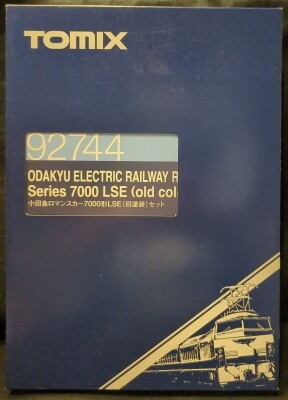 TOMIX
92744
ODAKYU ELECTRIC RAILWAY R
Series 7000 LSE (old col
小田急ロマンスカー7000形LSE(旧塗装)セット